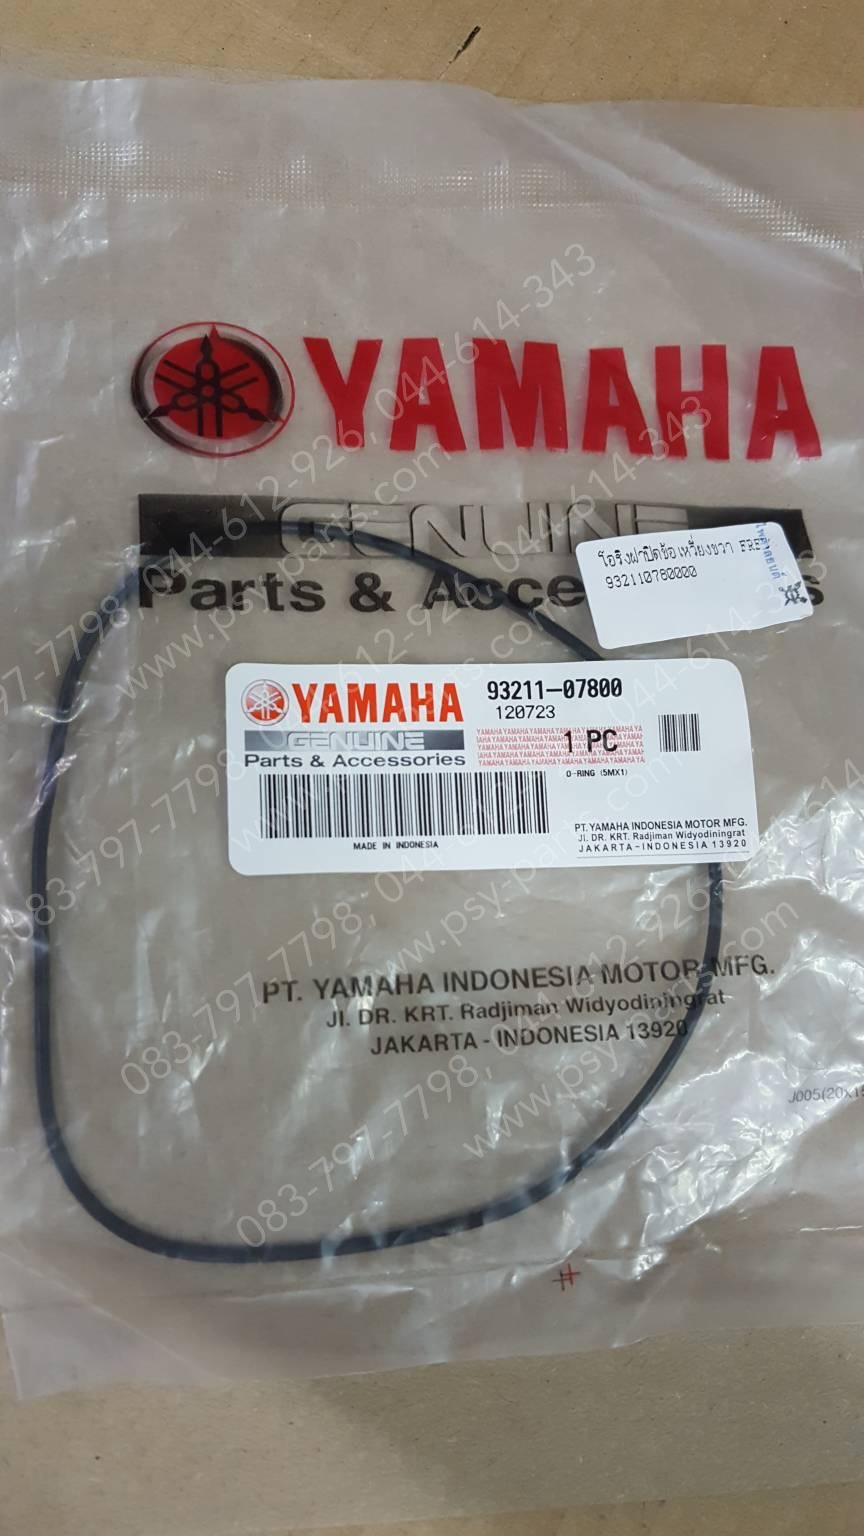 YAMAHA
GENUINE
Parts & Acce s
โอริงฝาปิดข้อเหวี่ยงขวา FRE
932110780000
YAMAHA
GENUINE
Parts & Accessories
93211-07800
120723
1 PC
O-RING (5MX1)
MADE IN INDONESIA
PT. YAMAHA INDONESIA MOTOR MFG.
Jl. DR. KRT. Radjiman Widyodiningrat
JAKARTA - INDONESIA 13920
PT. YAMAHA INDONESIA MOTOR MFG.
Jl. DR. KRT. Radjiman Widyodiningrat
JAKARTA - INDONESIA 13920
J005(20x15
083-797-7798, 044-612-926, 044-614-343
www.psy-parts.com